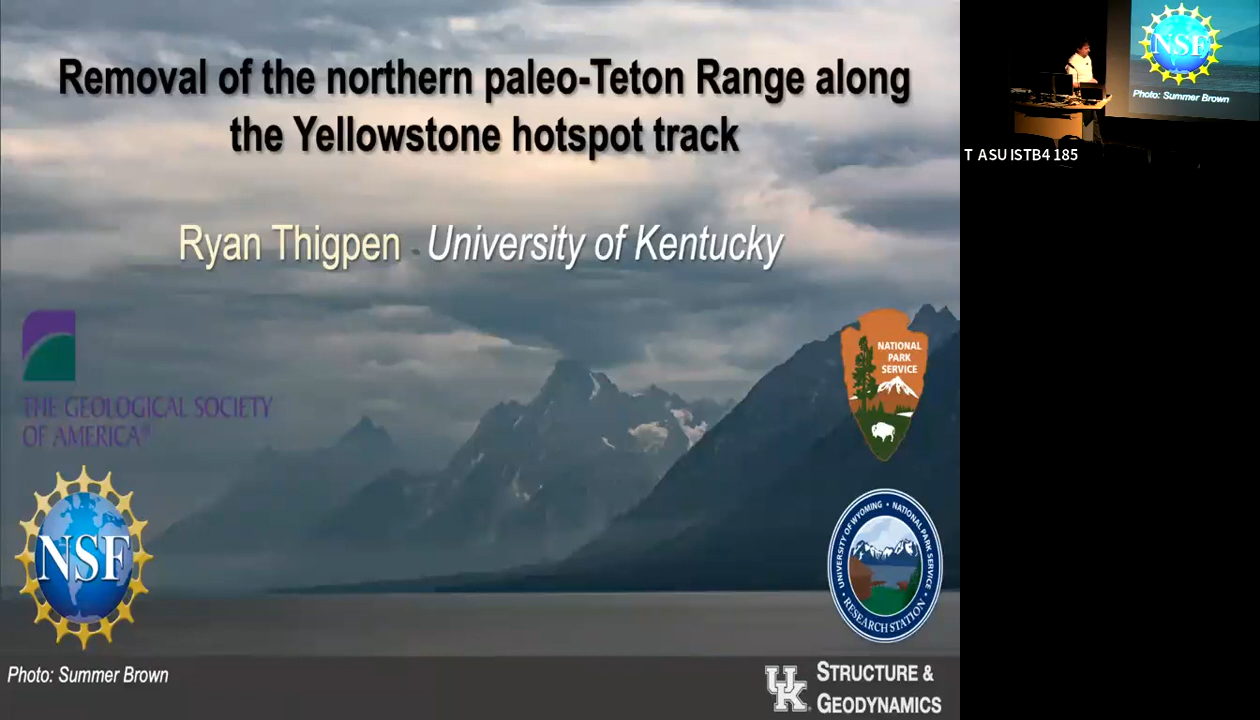 Removal of the northern paleo-Teton Range along
the Yellowstone hotspot track
Ryan Thigpen - University of Kentucky
THE GEOLOGICAL SOCIETY
OF AMERICA®
NATIONAL
PARK
SERVICE
NSF
UNIVERSITY OF WYOMING • NATIONAL PARK SERVICE •
RESEARCH STATION
Photo: Summer Brown
UK
STRUCTURE &
GEODYNAMICS
NSF
Photo: Summer Brown
T ASU ISTB4 185